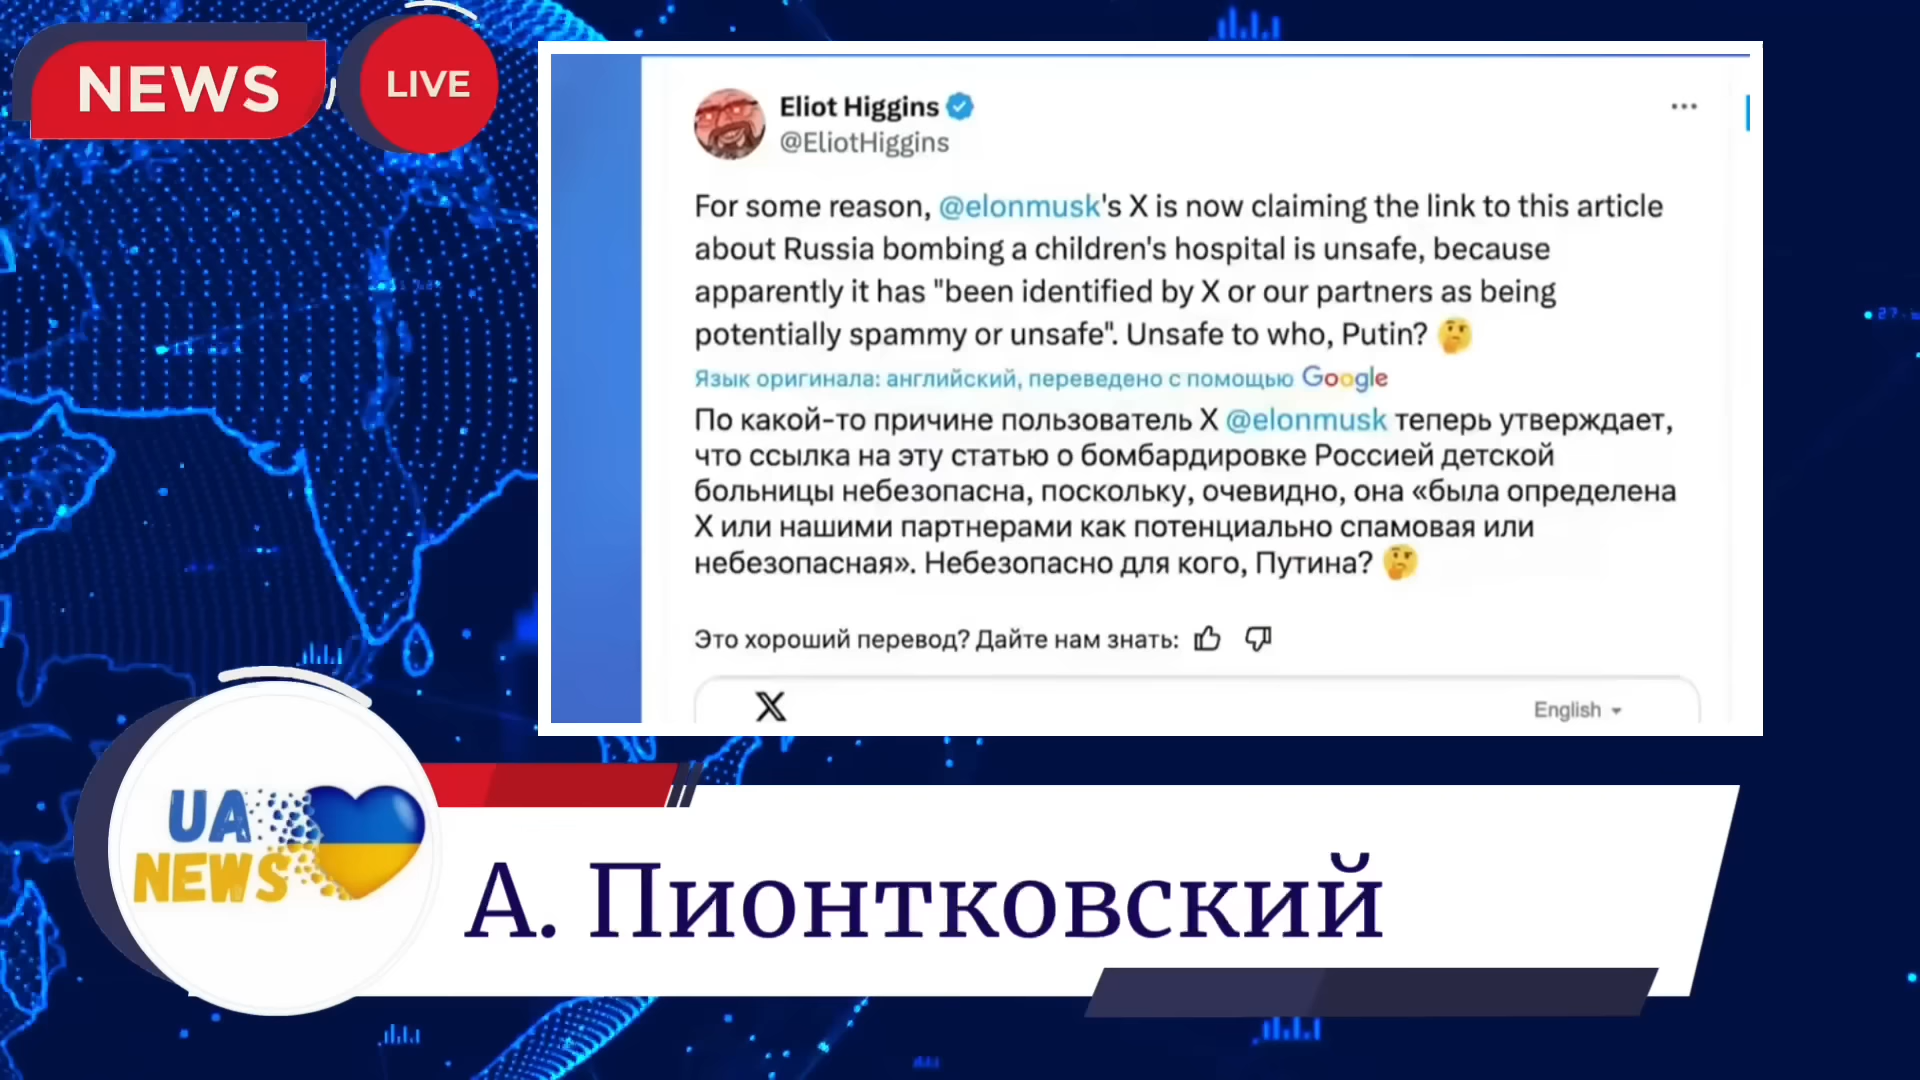 NEWS
LIVE
Eliot Higgins
@EliotHiggins
For some reason, @elonmusk's X is now claiming the link to this article
about Russia bombing a children's hospital is unsafe, because
apparently it has "been identified by X or our partners as being
potentially spammy or unsafe". Unsafe to who, Putin? 🤔
Язык оригинала: английский, переведено с помощью Google
По какой-то причине пользователь X @elonmusk теперь утверждает,
что ссылка на эту статью о бомбардировке Россией детской
больницы небезопасна, поскольку, очевидно, она «была определена
X или нашими партнерами как потенциально спамовая или
небезопасная». Небезопасно для кого, Путина? 🤔
Это хороший перевод? Дайте нам знать:
X English
UA
NEWS
А. Пионтковский